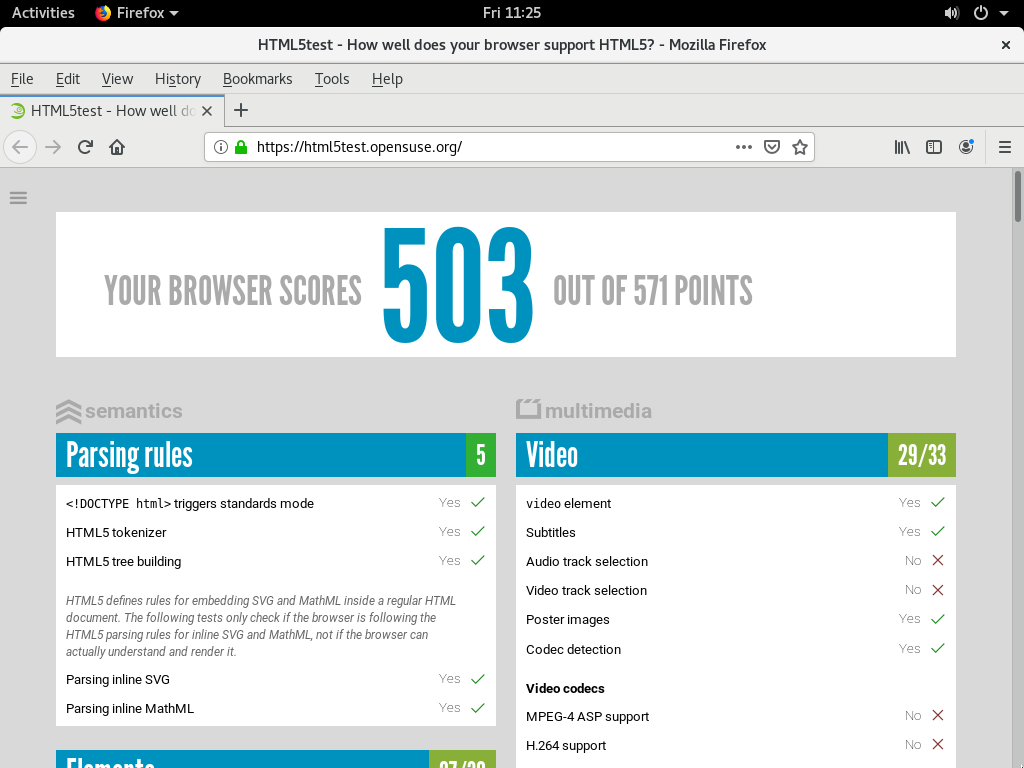 Activities Firefox Fri 11:25
HTML5test - How well does your browser support HTML5? - Mozilla Firefox
File Edit View History Bookmarks Tools Help
HTML5test - How well do
https://html5test.opensuse.org/
YOUR BROWSER SCORES 503 OUT OF 571 POINTS
semantics
Parsing rules 5
<!DOCTYPE html> triggers standards mode Yes
HTML5 tokenizer Yes
HTML5 tree building Yes
HTML5 defines rules for embedding SVG and MathML inside a regular HTML
document. The following tests only check if the browser is following the
HTML5 parsing rules for inline SVG and MathML, not if the browser can
actually understand and render it.
Parsing inline SVG Yes
Parsing inline MathML Yes
Elements
multimedia
Video 29/33
video element Yes
Subtitles Yes
Audio track selection No
Video track selection No
Poster images Yes
Codec detection Yes
Video codecs
MPEG-4 ASP support No
H.264 support No